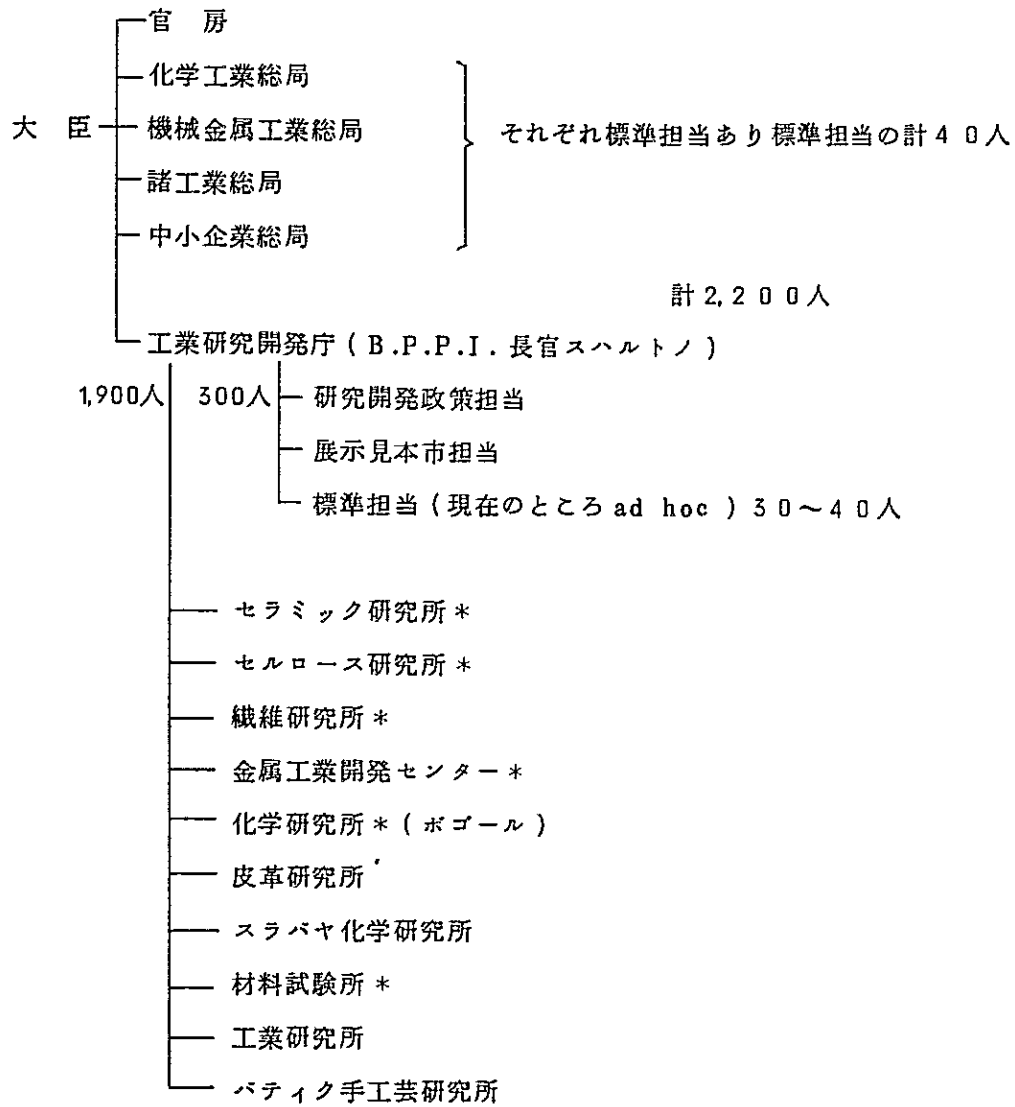 官 房
化学工業総局
大 臣 機械金属工業総局 それぞれ標準担当あり標準担当の計40人
諸工業総局
中小企業総局
計2,200人
工業研究開発庁(B.P.P.I.長官スハルトノ)
1,900人 300人 研究開発政策担当
展示見本市担当
標準担当(現在のところad hoc)30~40人
セラミック研究所*
セルロース研究所*
繊維研究所*
金属工業開発センター*
化学研究所*(ボゴール)
皮革研究所
スラバヤ化学研究所
材料試験所*
工業研究所
バティク手工芸研究所